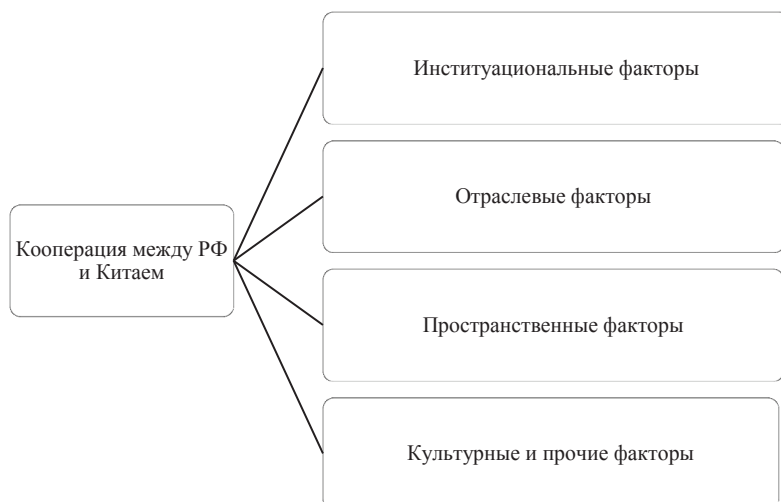 Институациональные факторы
Отраслевые факторы
Кооперация между РФ
и Китаем
Пространственные факторы
Культурные и прочие факторы